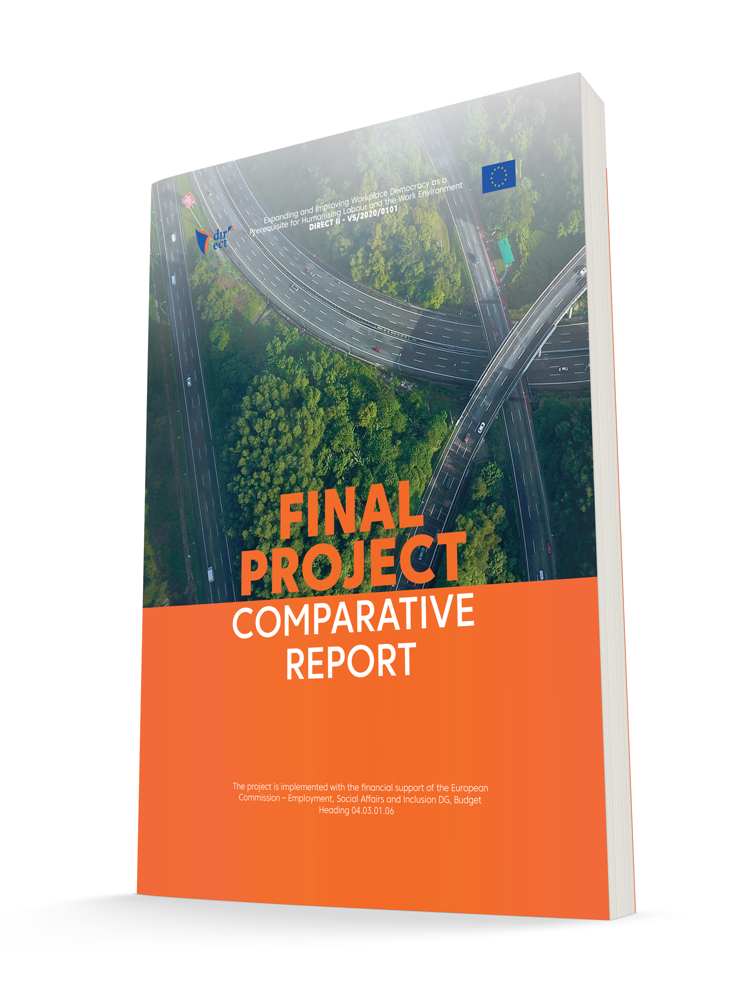 Expanding and Improving Workplace Democracy as a
Prerequisite for Humanising Labour and the Work Environment
DIRECT II - VS/2020/0101
dir
ect
FINAL
PROJECT
COMPARATIVE
REPORT
The project is implemented with the financial support of the European
Commission – Employment, Social Affairs and Inclusion DG, Budget
Heading 04.03.01.06